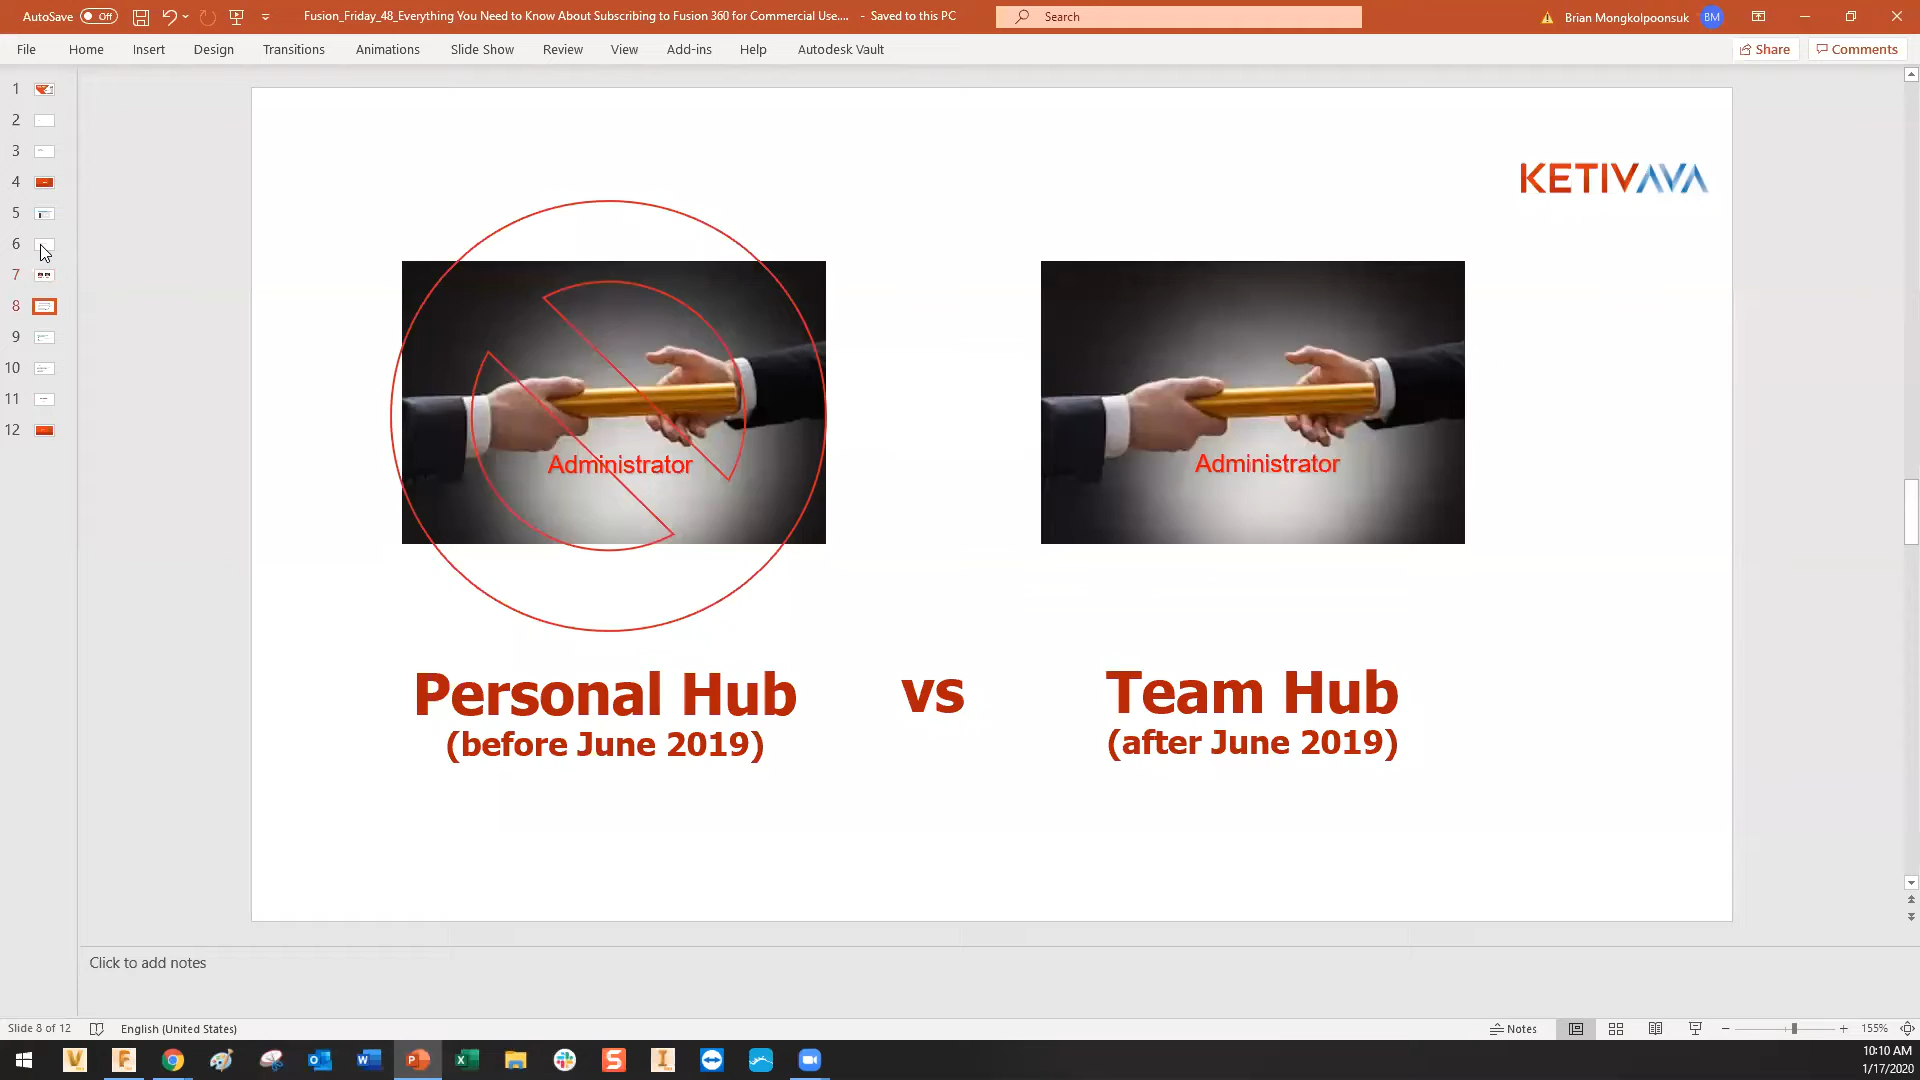 AutoSave Off Fusion_Friday_48_Everything You Need to Know About Subscribing to Fusion 360 for Commercial Use.... - Saved to this PC Search Brian Mongkolpoonsuk BM
File Home Insert Design Transitions Animations Slide Show Review View Add-ins Help Autodesk Vault Share Comments
1
2
3
4
5
6
7
8
9
10
11
12
KETIVAVA
Administrator
Administrator
Personal Hub vs Team Hub
(before June 2019) (after June 2019)
Click to add notes
Slide 8 of 12 English (United States) Notes 155%
10:10 AM
1/17/2020